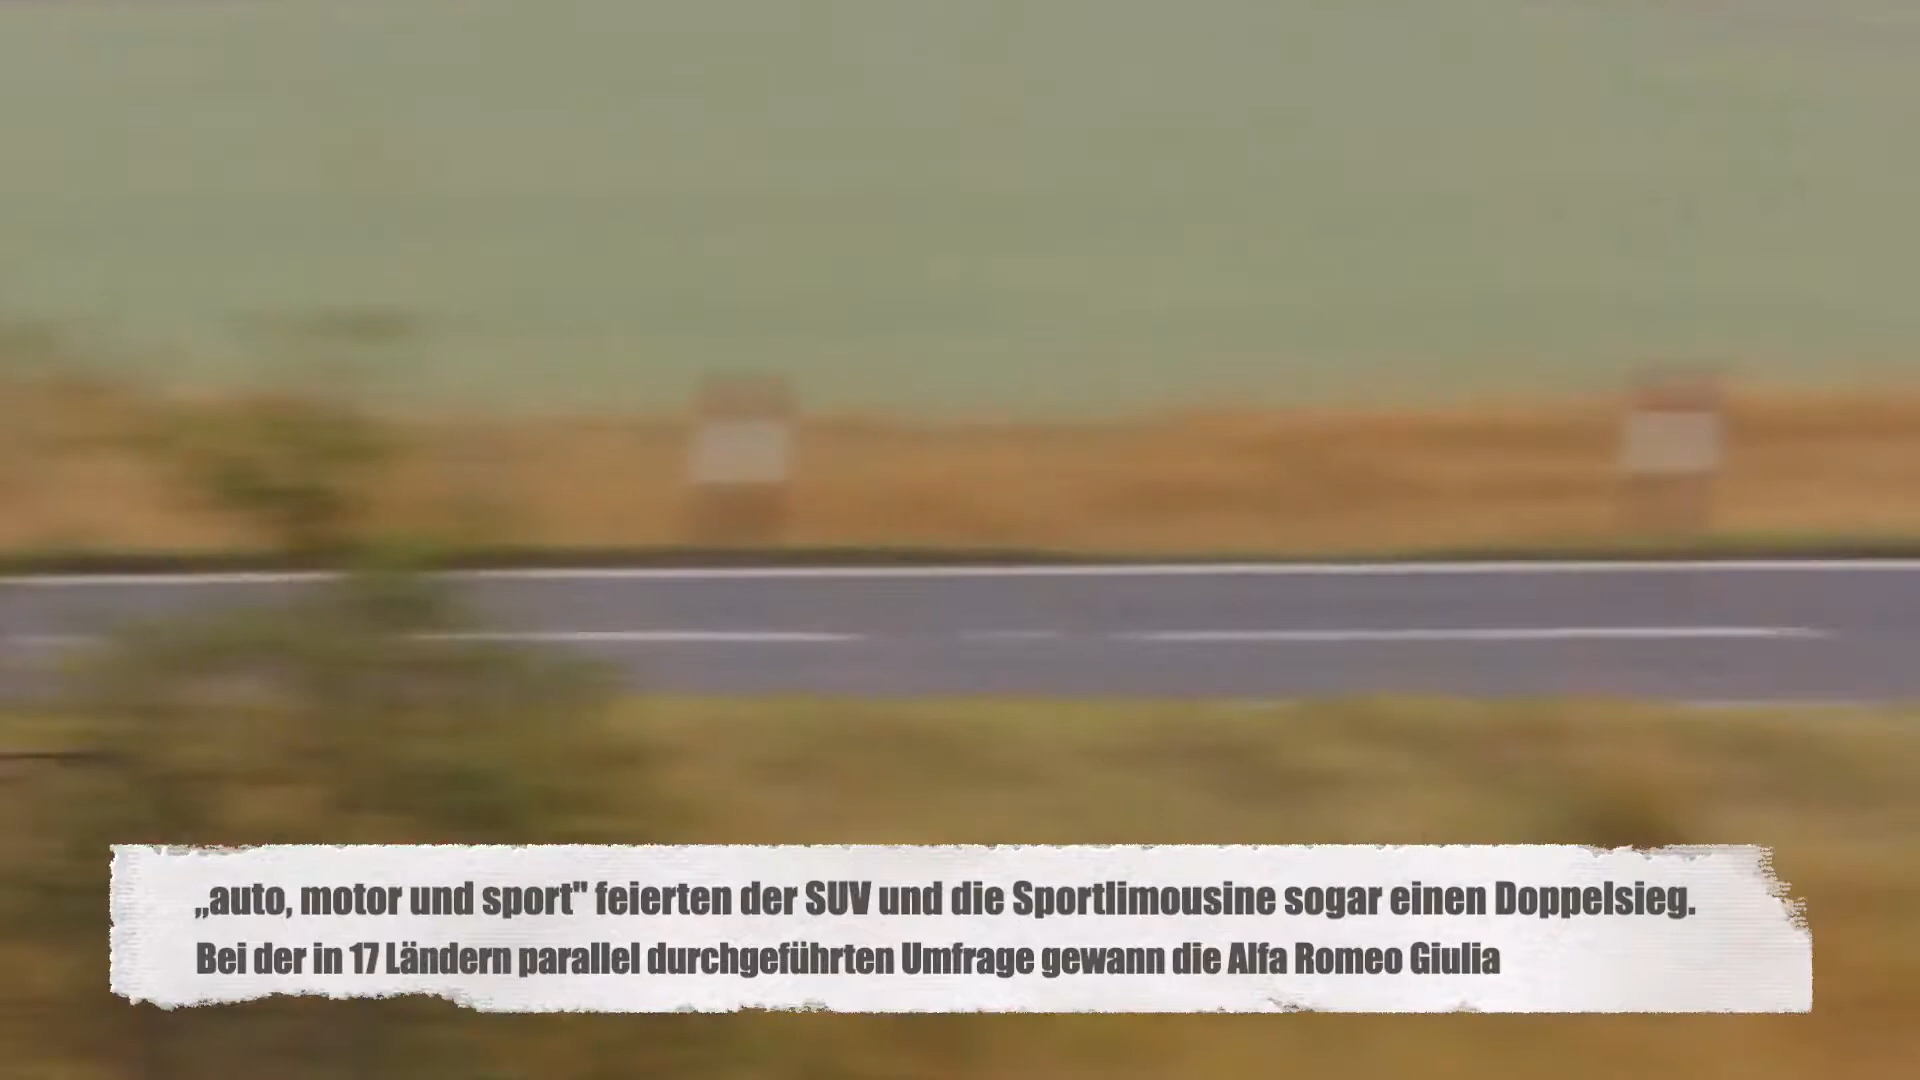 „auto, motor und sport" feierten der SUV und die Sportlimousine sogar einen Doppelsieg.
Bei der in 17 Ländern parallel durchgeführten Umfrage gewann die Alfa Romeo Giulia